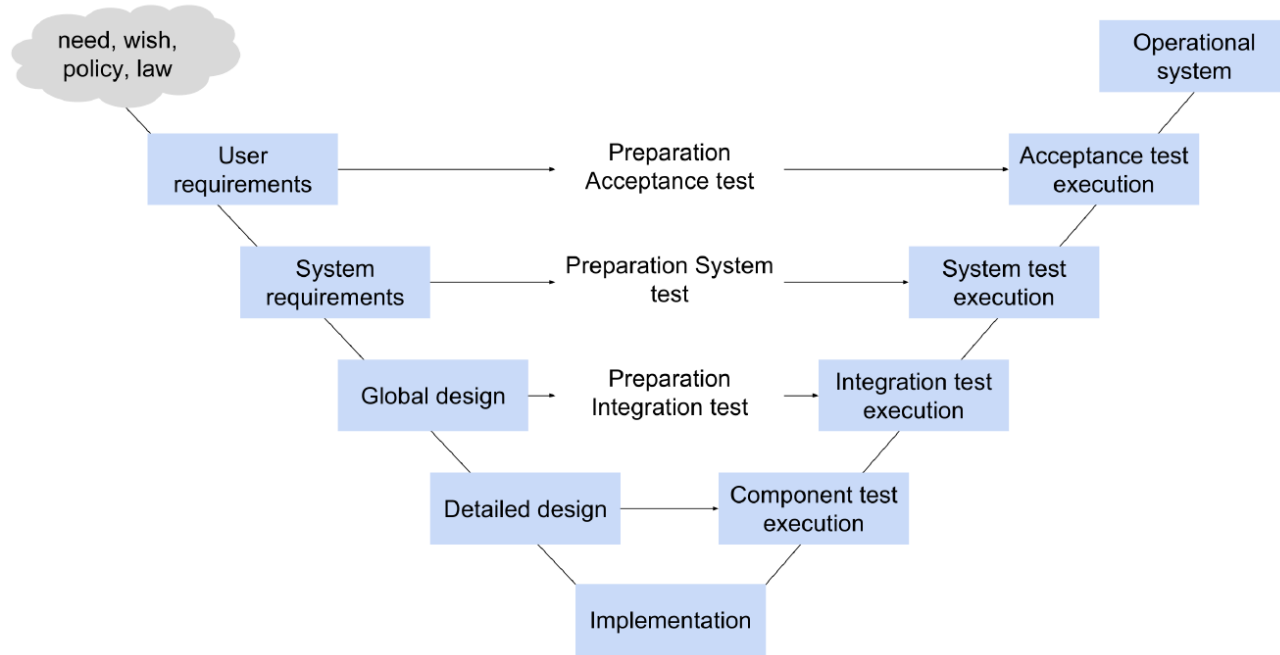 need, wish,
policy, law
Operational
system
User
requirements
Preparation
Acceptance test
Acceptance test
execution
System
requirements
Preparation System
test
System test
execution
Global design
Preparation
Integration test
Integration test
execution
Detailed design
Component test
execution
Implementation